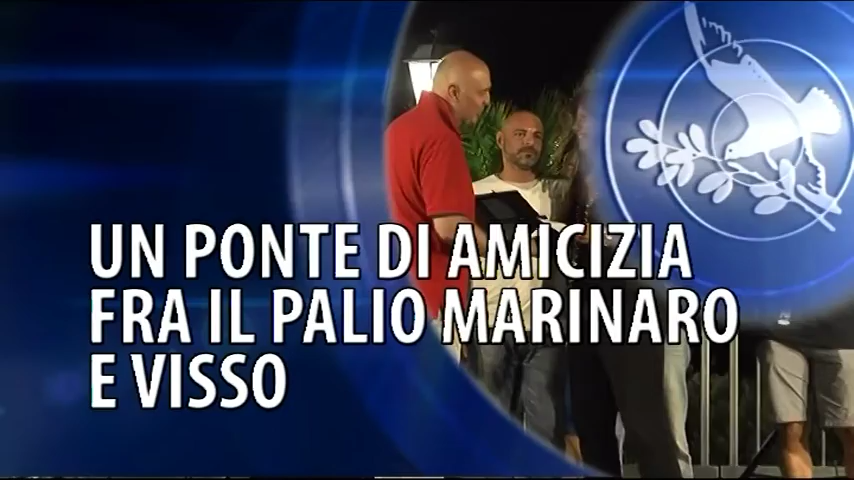 UN PONTE DI AMICIZIA
FRA IL PALIO MARINARO
E VISSO